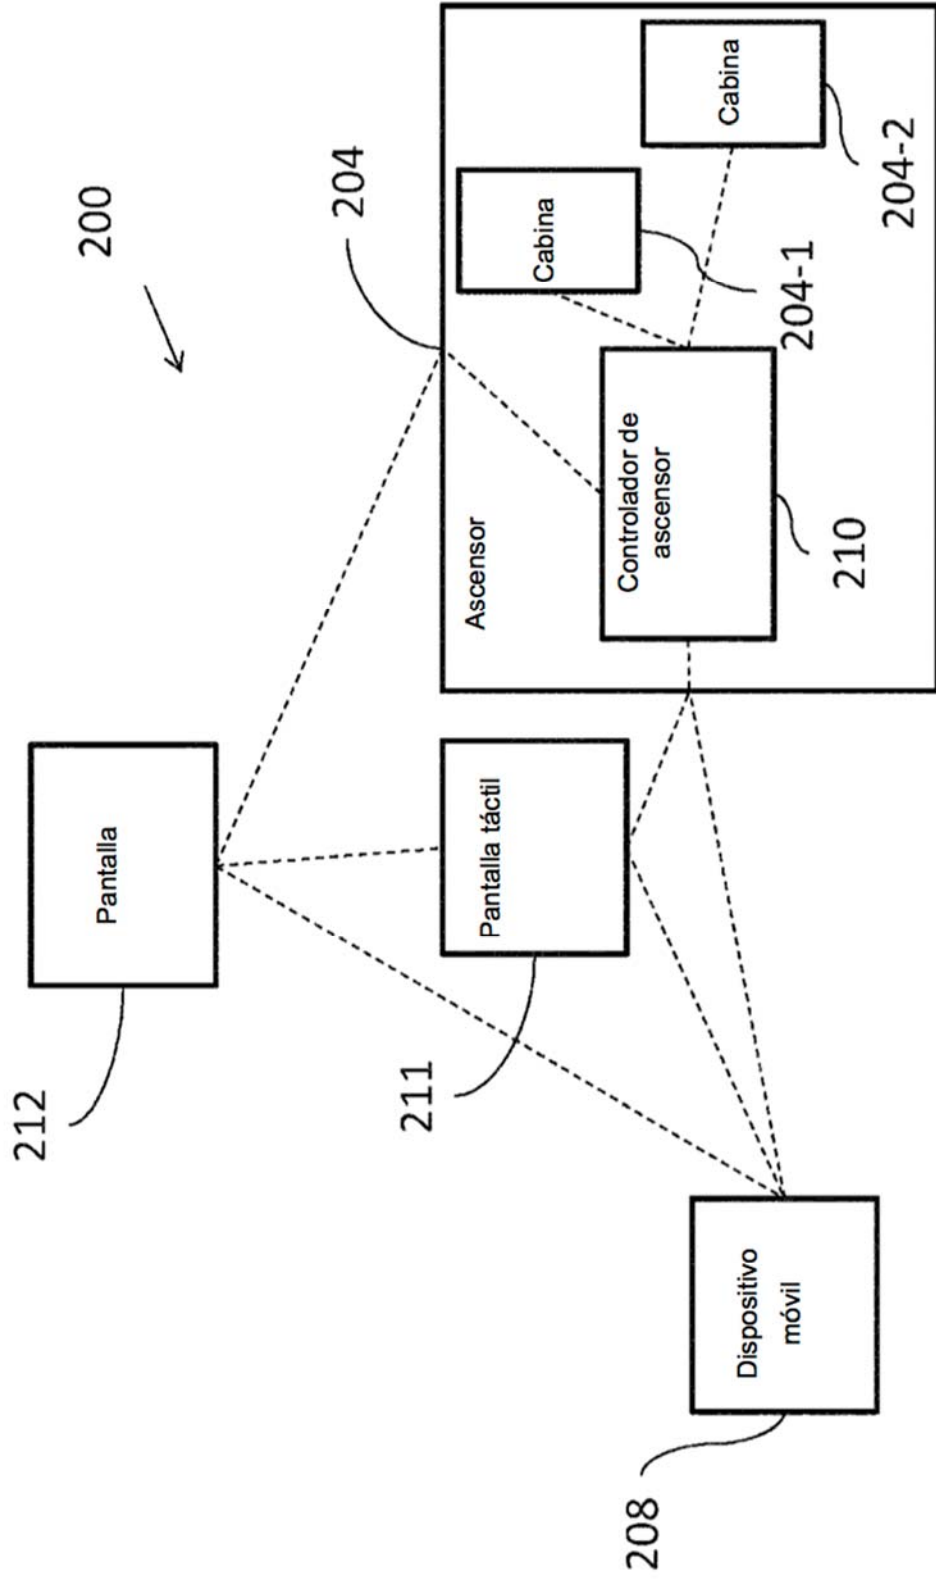 200
212
Pantalla
204
211
Pantalla táctil
Ascensor
Cabina
204-1
Cabina
204-2
Controlador de
ascensor
210
208
Dispositivo
móvil